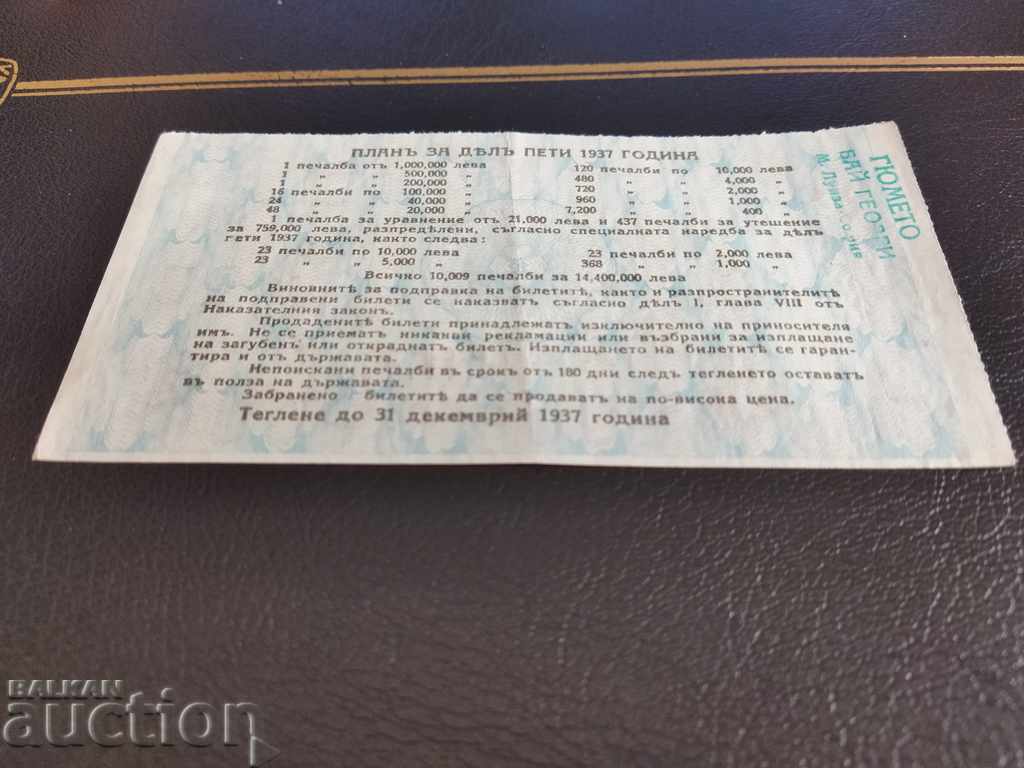 ПЛАНЪ ЗА ДѢЛЪ ПЕТИ 1937 ГОДИНА
1 печалба отъ 1,000,000 лева
1 „ „ 500,000 „
1 „ „ 200,000 „
16 печалби по 100,000 „
24 „ „ 40,000 „
48 „ „ 20,000 „
120 печалби по 10,000 лева
480 „ „ 4,000 „
720 „ „ 2,000 „
960 „ „ 1,000 „
7,200 „ „ 400 „
1 печалба за уравнение отъ 21,000 лева и 437 печалби за утешение
за 759,000 лева, разпредѣлени, съгласно специалната наредба за дѣлъ
пети 1937 година, както следва:
23 печалби по 10,000 лева
23 „ „ 5,000 „
23 печалби по 2,000 лева
368 „ „ 1,000 „
Всичко 10,009 печалби за 14,400,000 лева
Виновнитѣ за подправка на билетитѣ, както и разпространителитѣ
на подправени билети се наказватъ съгласно дѣлъ I, глава VIII отъ
Наказателния законъ.
Продаденитѣ билети принадлежатъ изключително на приносителя
имъ. Не се приематъ никакви рекламации или възбрани за изплащане
на загубенъ или откраднатъ билетъ. Изплащането на билетитѣ се гаран-
тира и отъ държавата.
Непоискани печалби въ срокъ отъ 180 дни следъ тегленето оставатъ
въ полза на държавата.
Забранено билетитѣ да се продаватъ на по-висока цена.
Теглене до 31 декемврий 1937 година
ГЮМЕТО
БАЙ ГЕОРГИ
М. Луиза
BALKAN
auction